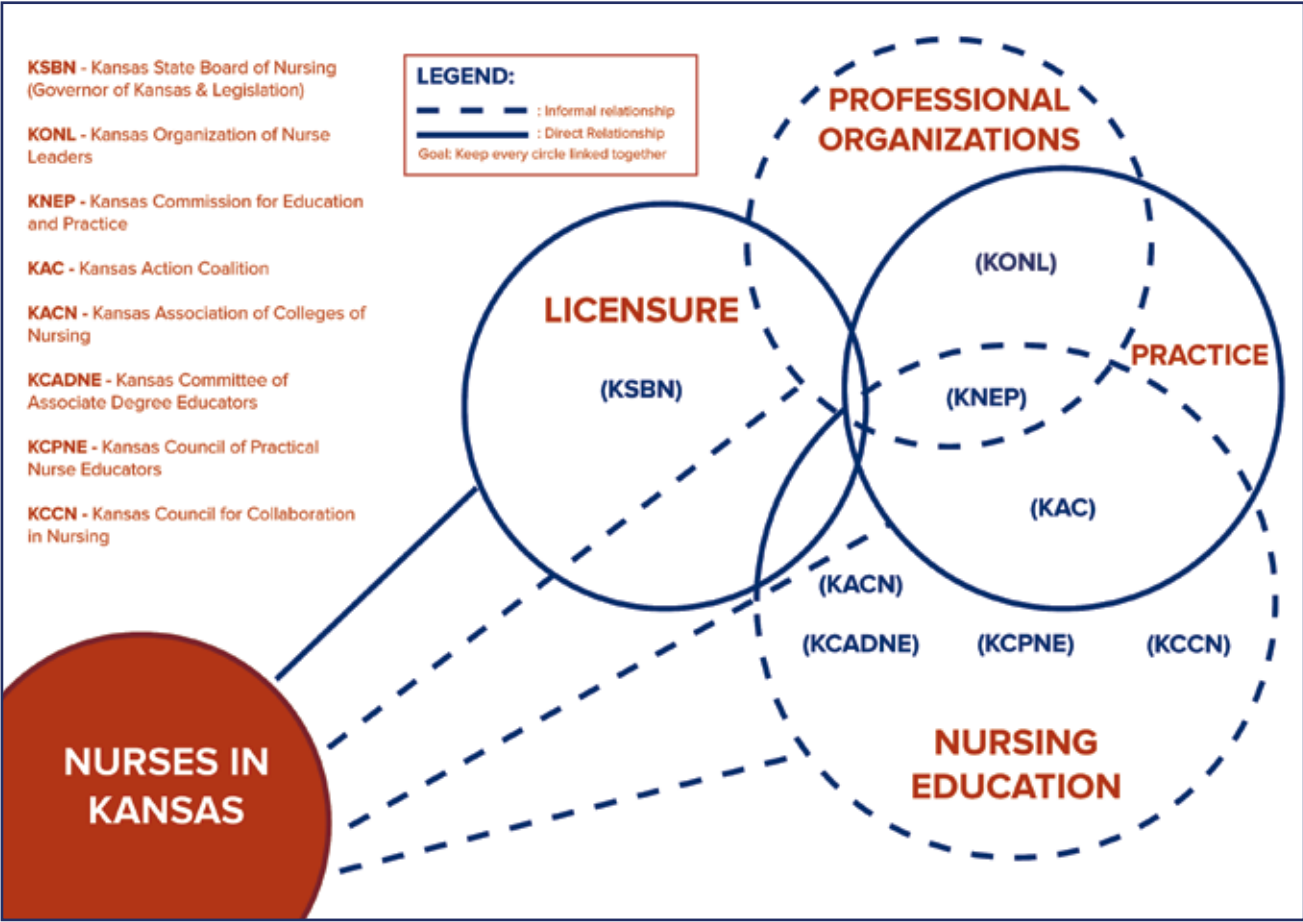 KSBN - Kansas State Board of Nursing
(Governor of Kansas & Legislation)
KONL - Kansas Organization of Nurse
Leaders
KNEP - Kansas Commission for Education
and Practice
KAC - Kansas Action Coalition
KACN - Kansas Association of Colleges of
Nursing
KCADNE - Kansas Committee of
Associate Degree Educators
KCPNE - Kansas Council of Practical
Nurse Educators
KCCN - Kansas Council for Collaboration
in Nursing
LEGEND:
: Informal relationship
: Direct Relationship
Goal: Keep every circle linked together
PROFESSIONAL
ORGANIZATIONS
(KONL)
LICENSURE
PRACTICE
(KSBN)
(KNEP)
(KAC)
(KACN)
(KCADNE)
(KCPNE)
(KCCN)
NURSING
EDUCATION
NURSES IN
KANSAS